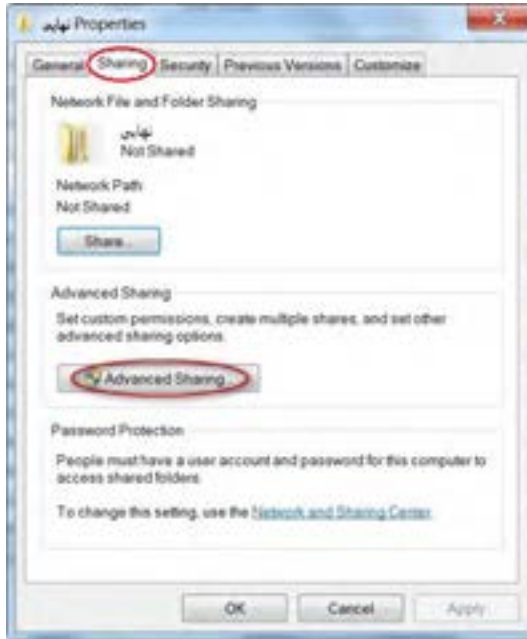 نهایی Properties
General Sharing Security Previous Versions Customize
Network File and Folder Sharing
نهایی
Not Shared
Network Path
Not Shared
Share...
Advanced Sharing
Set custom permissions, create multiple shares, and set other
advanced sharing options.
Advanced Sharing...
Password Protection
People must have a user account and password for this computer to
access shared folders.
To change this setting, use the Network and Sharing Center.
OK Cancel Apply